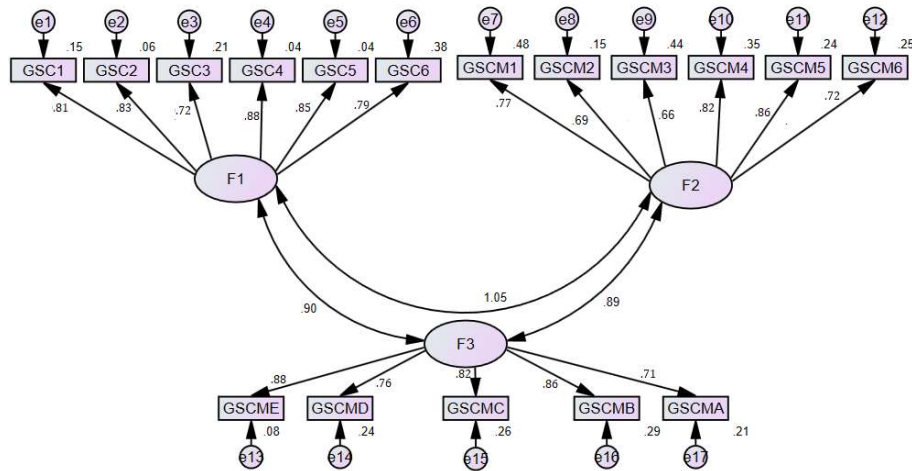 e1 e2 e3 e4 e5 e6 e7 e8 e9 e10 e11 e12
.15 .06 .21 .04 .04 .38 .48 .15 .44 .35 .24 .25
GSC1 GSC2 GSC3 GSC4 GSC5 GSC6 GSCM1 GSCM2 GSCM3 GSCM4 GSCM5 GSCM6
.81 .83 .72 .88 .85 .79 .77 .69 .66 .82 .86 .72
F1 F2
.90 1.05 .89
F3
.88 .76 .82 .86 .71
GSCME GSCMD GSCMC GSCMB GSCMA
.08 .24 .26 .29 .21
e13 e14 e15 e16 e17